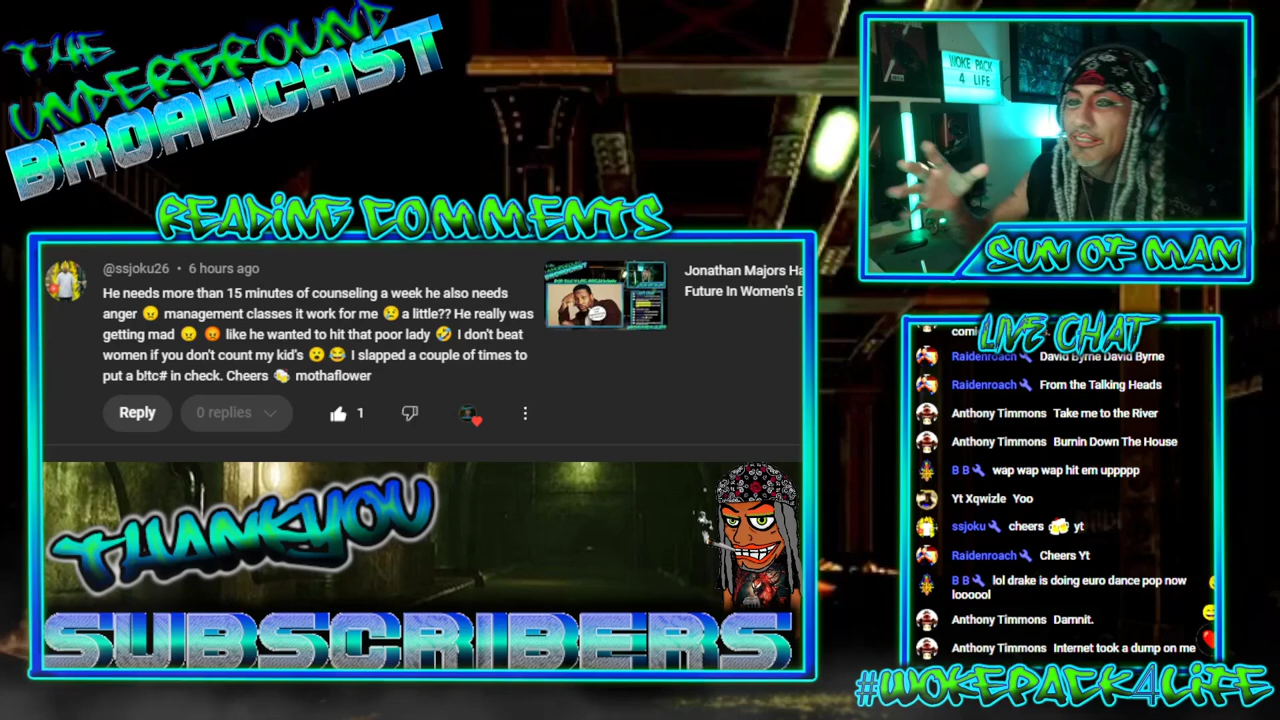 THE
UNDERGROUND
BROADCAST
READING COMMENTS
@ssjoku26 • 6 hours ago
He needs more than 15 minutes of counseling a week he also needs
anger 😠 management classes it work for me 😢 a little?? He really was
getting mad 😠 😡 like he wanted to hit that poor lady 🤣 I don't beat
women if you don't count my kid's 😮 😂 I slapped a couple of times to
put a b!tc# in check. Cheers 🍻 mothaflower
Reply
0 replies
1
Jonathan Majors Ha
Future In Women's E
THANKYOU
SUBSCRIBERS
WOKE PACK
4 LIFE
SUN OF MAN
LIVE CHAT
Raidenroach David Byrne David Byrne
Raidenroach From the Talking Heads
Anthony Timmons Take me to the River
Anthony Timmons Burnin Down The House
B B wap wap wap hit em uppppp
Yt Xqwizle Yoo
ssjoku cheers 🍻 yt
Raidenroach Cheers Yt
B B lol drake is doing euro dance pop now
loooool
Anthony Timmons Damnit.
Anthony Timmons Internet took a dump on me
#WOKEPACK4LIFE